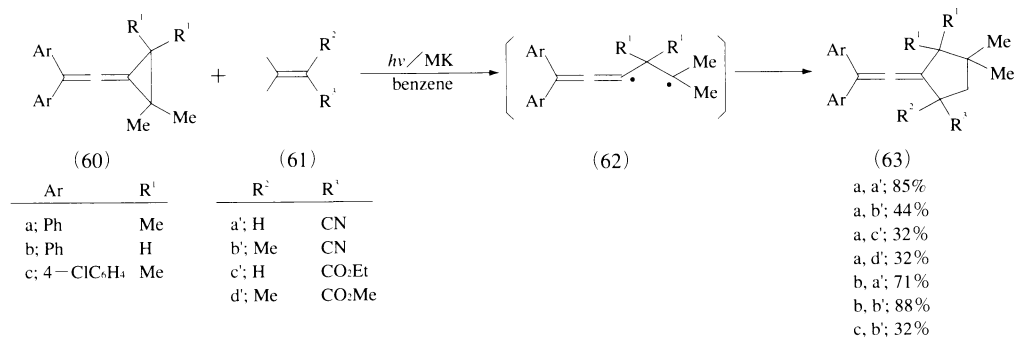 R¹ R¹ R² R¹ R¹ Me R¹ R¹ Me
Ar Ar Ar
+ hν/MK Me
benzene
Ar R³ Ar • • Me Ar
Me Me R² R³
(60) (61) (62) (63)
Ar R¹ R² R³
a; Ph Me
b; Ph H
c; 4−ClC₆H₄ Me
a'; H CN
b'; Me CN
c'; H CO₂Et
d'; Me CO₂Me
a, a'; 85%
a, b'; 44%
a, c'; 32%
a, d'; 32%
b, a'; 71%
b, b'; 88%
c, b'; 32%